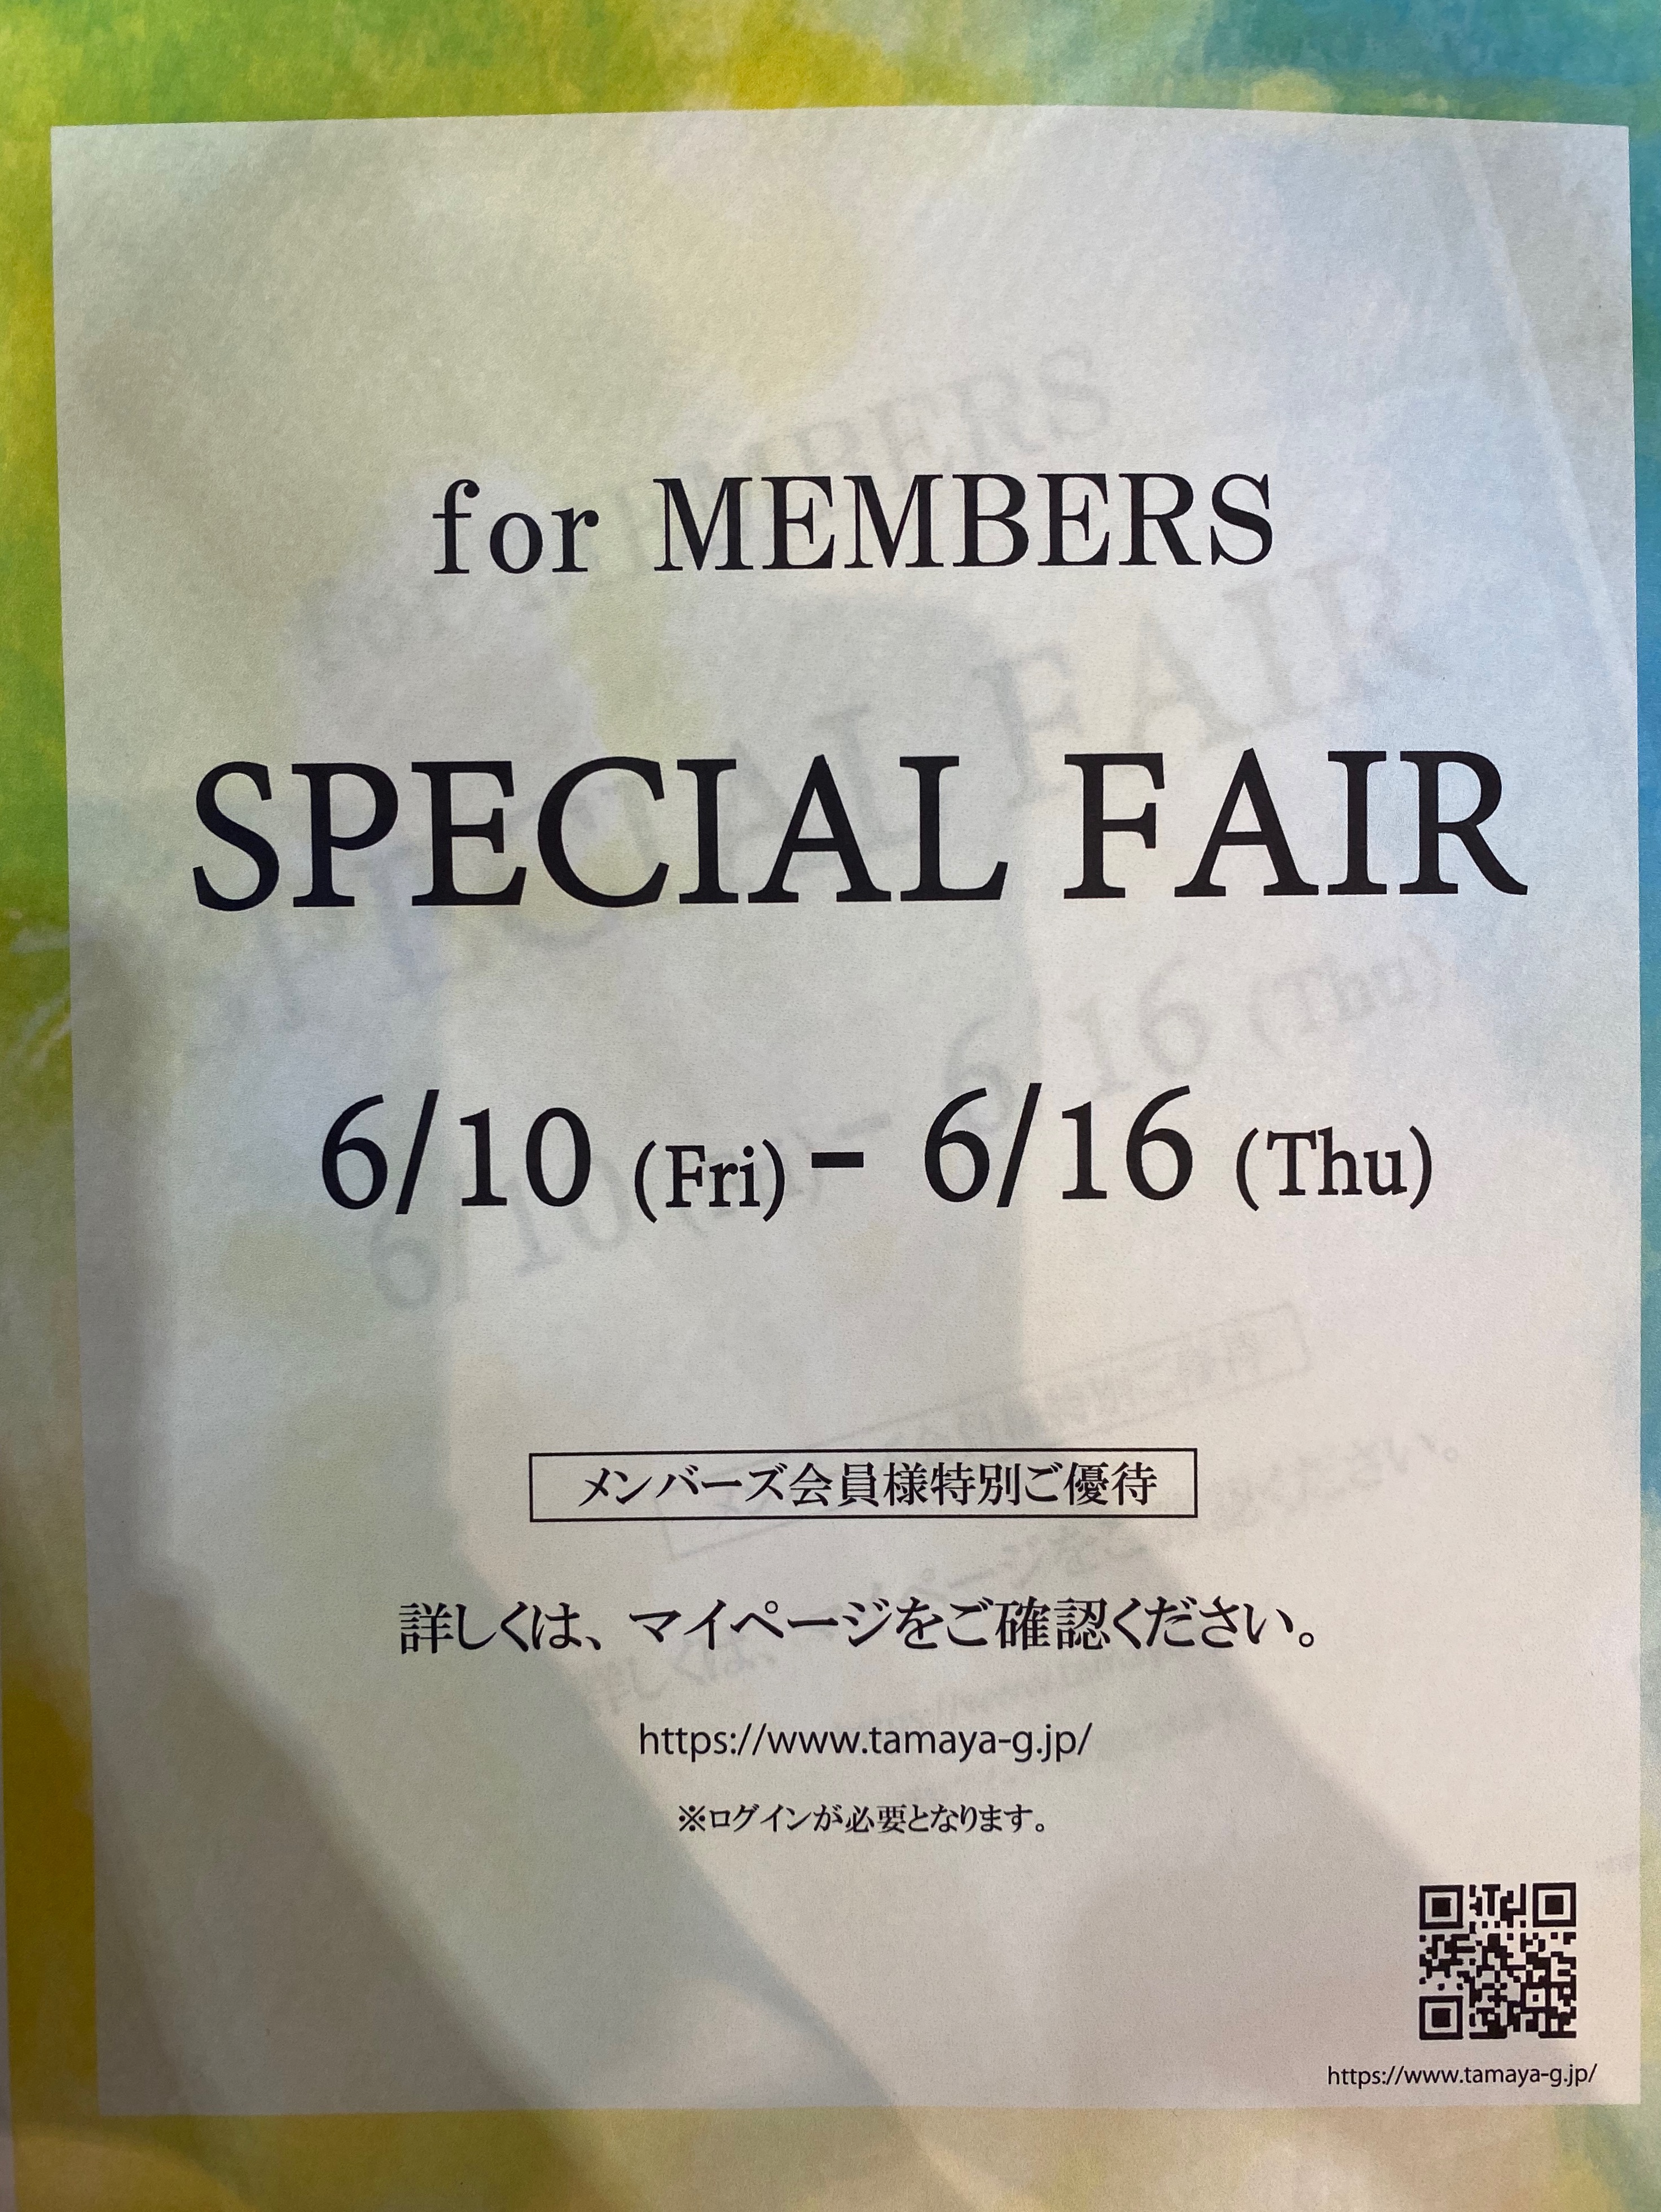 for MEMBERS
SPECIAL FAIR
6/10 (Fri) – 6/16 (Thu)
メンバーズ会員様特別ご優待
詳しくは、マイページをご確認ください。
https://www.tamaya-g.jp/
※ログインが必要となります。
https://www.tamaya-g.jp/